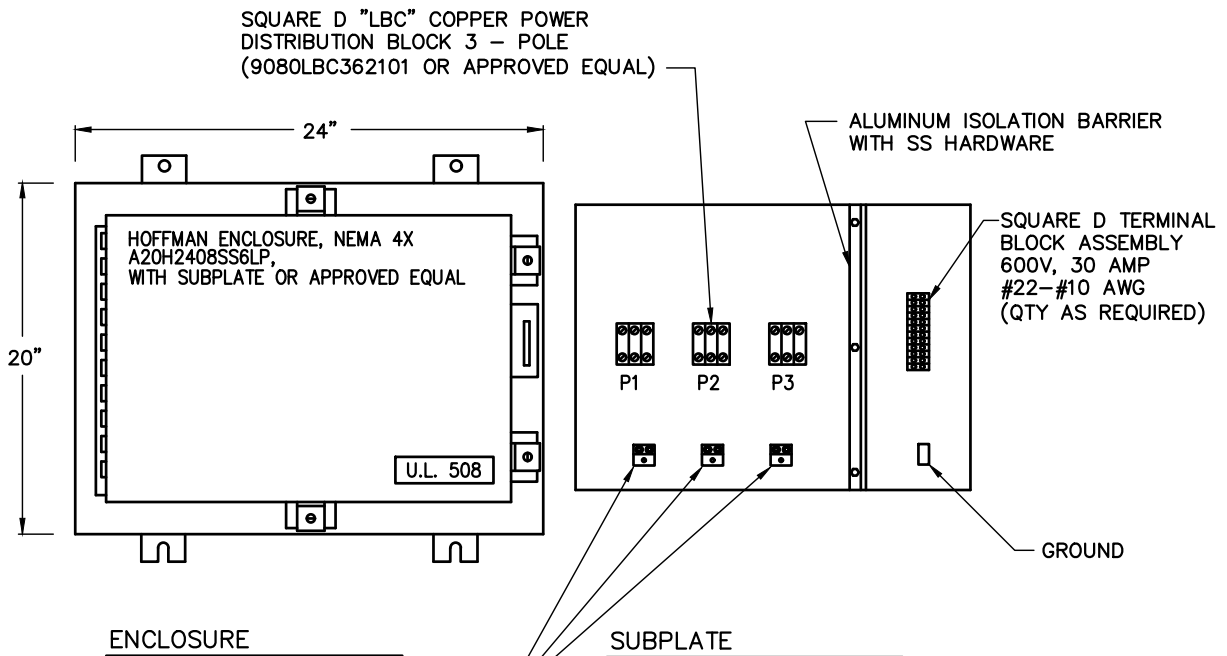 SQUARE D "LBC" COPPER POWER
DISTRIBUTION BLOCK 3 – POLE
(9080LBC362101 OR APPROVED EQUAL)
24"
ALUMINUM ISOLATION BARRIER
WITH SS HARDWARE
HOFFMAN ENCLOSURE, NEMA 4X
A20H2408SS6LP,
WITH SUBPLATE OR APPROVED EQUAL
SQUARE D TERMINAL
BLOCK ASSEMBLY
600V, 30 AMP
#22–#10 AWG
(QTY AS REQUIRED)
20"
P1
P2
P3
U.L. 508
GROUND
ENCLOSURE
SUBPLATE